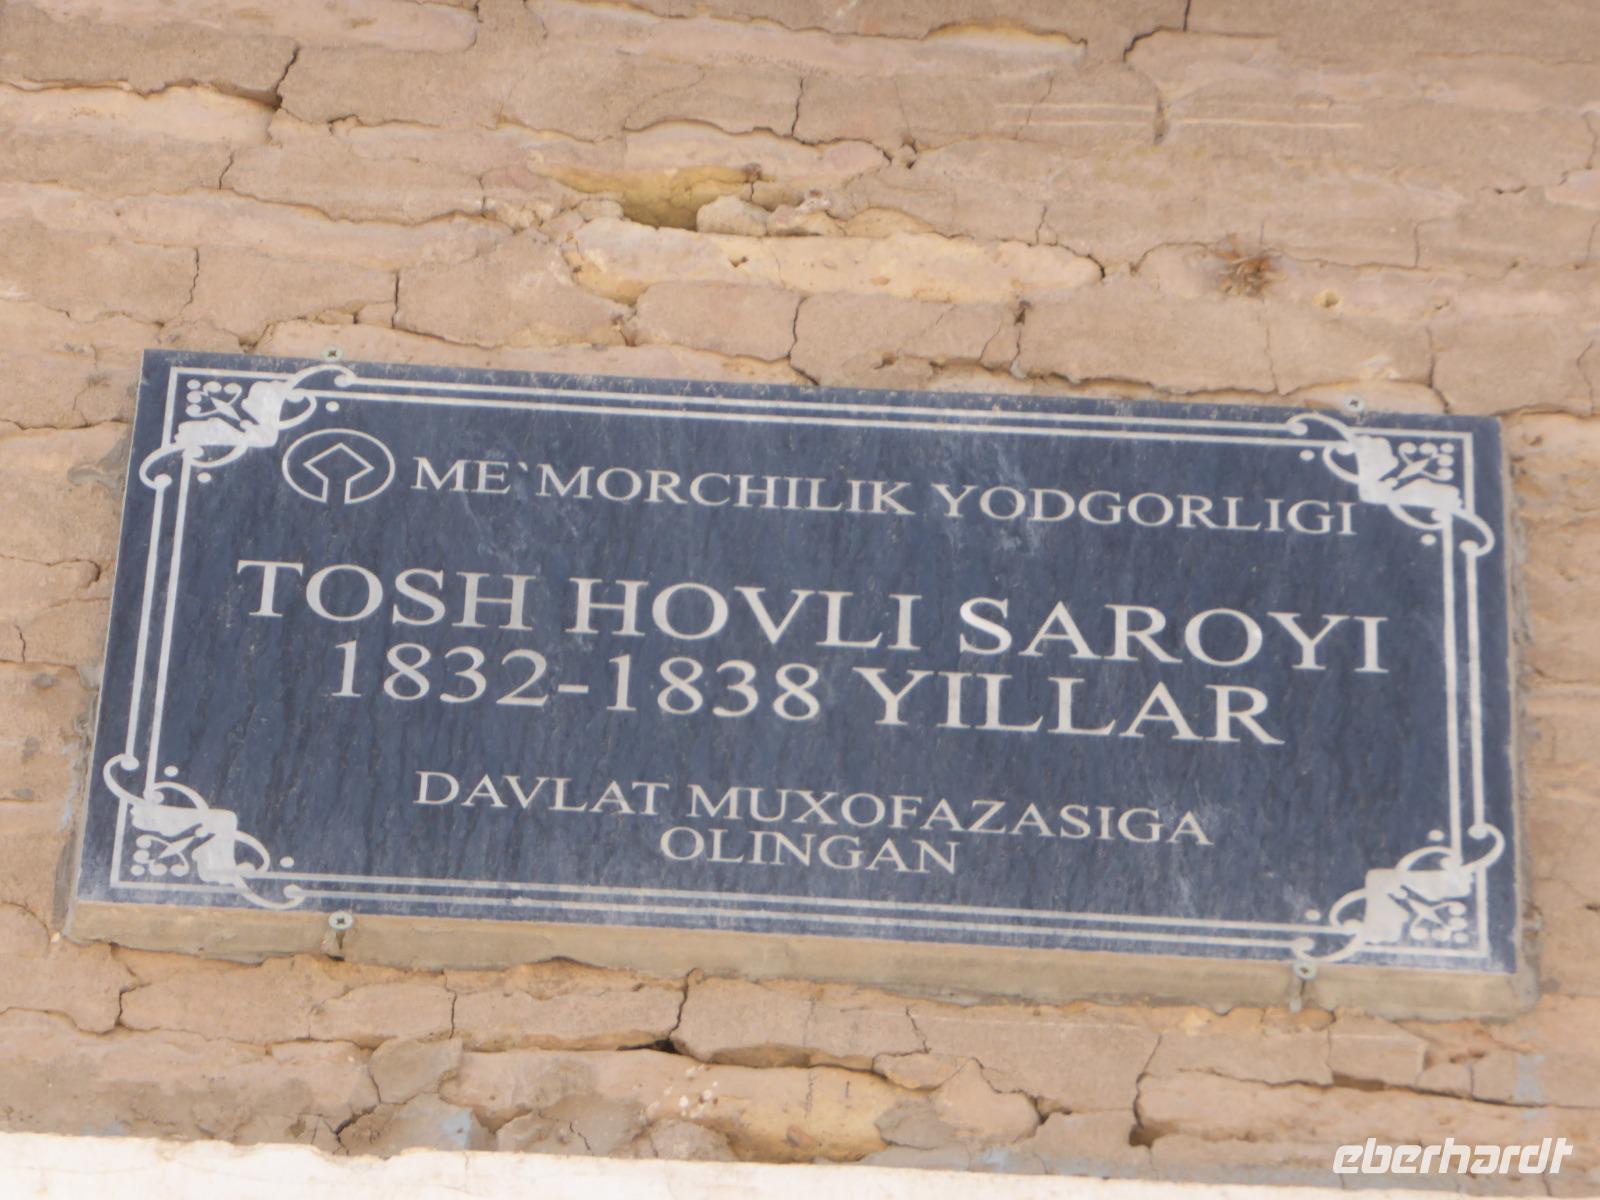 ME`MORCHILIK YODGORLIGI
TOSH HOVLI SAROYI
1832-1838 YILLAR
DAVLAT MUXOFAZASIGA
OLINGAN
eberhardt